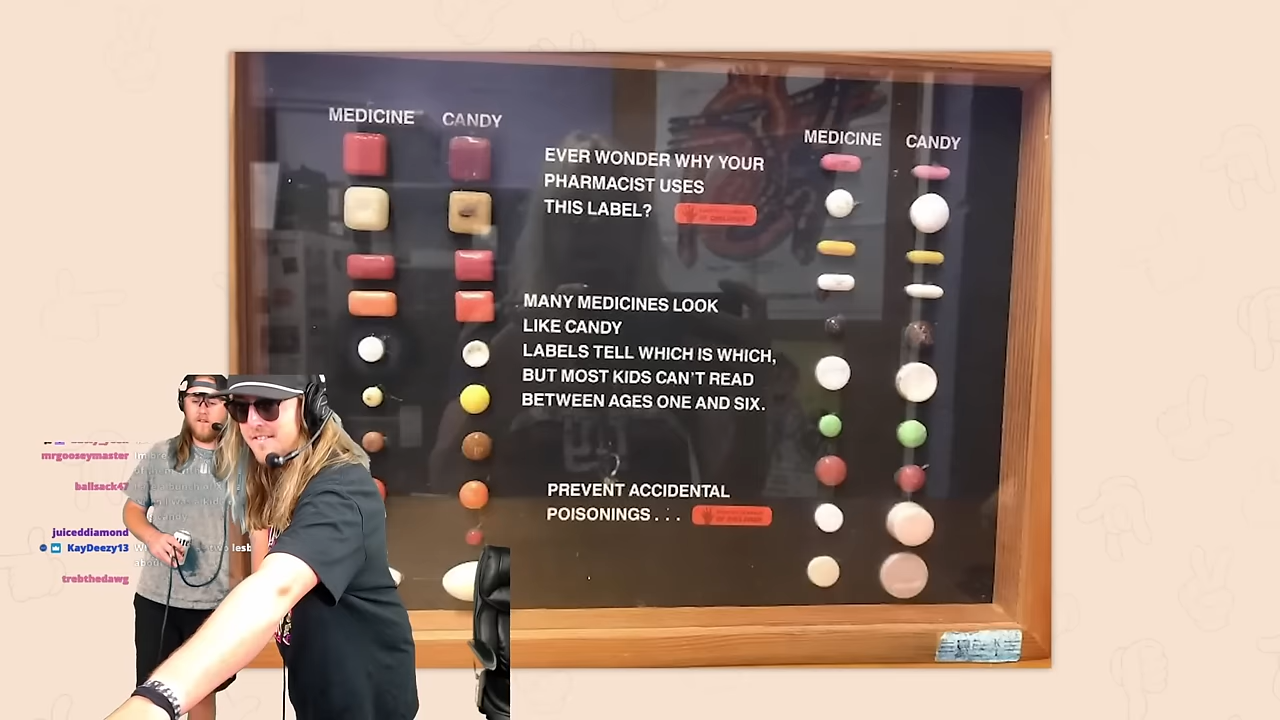 MEDICINE CANDY
EVER WONDER WHY YOUR
PHARMACIST USES
THIS LABEL?
MANY MEDICINES LOOK
LIKE CANDY
LABELS TELL WHICH IS WHICH,
BUT MOST KIDS CAN'T READ
BETWEEN AGES ONE AND SIX.
PREVENT ACCIDENTAL
POISONINGS . . .
MEDICINE CANDY
mrgooseymaster
ballsack47
juiceddiamond
KayDeezy13
trebthedawg